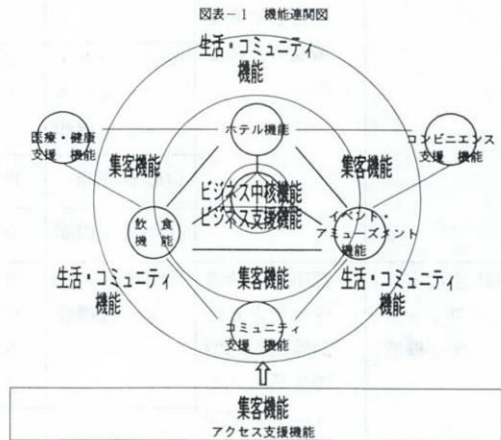 図表－1　機能連関図
生活・コミュニティ
機能
ホテル機能
医療・健康
支援　機能
コンビニエンス
支援　機能
集客機能
集客機能
ビジネス中核機能
ビジネス支援機能
飲　食
機　能
イベント・
アミューズメント
機能
生活・コミュニティ
機能
集客機能
生活・コミュニティ
機能
コミュニティ
支援　機能
集客機能
アクセス支援機能